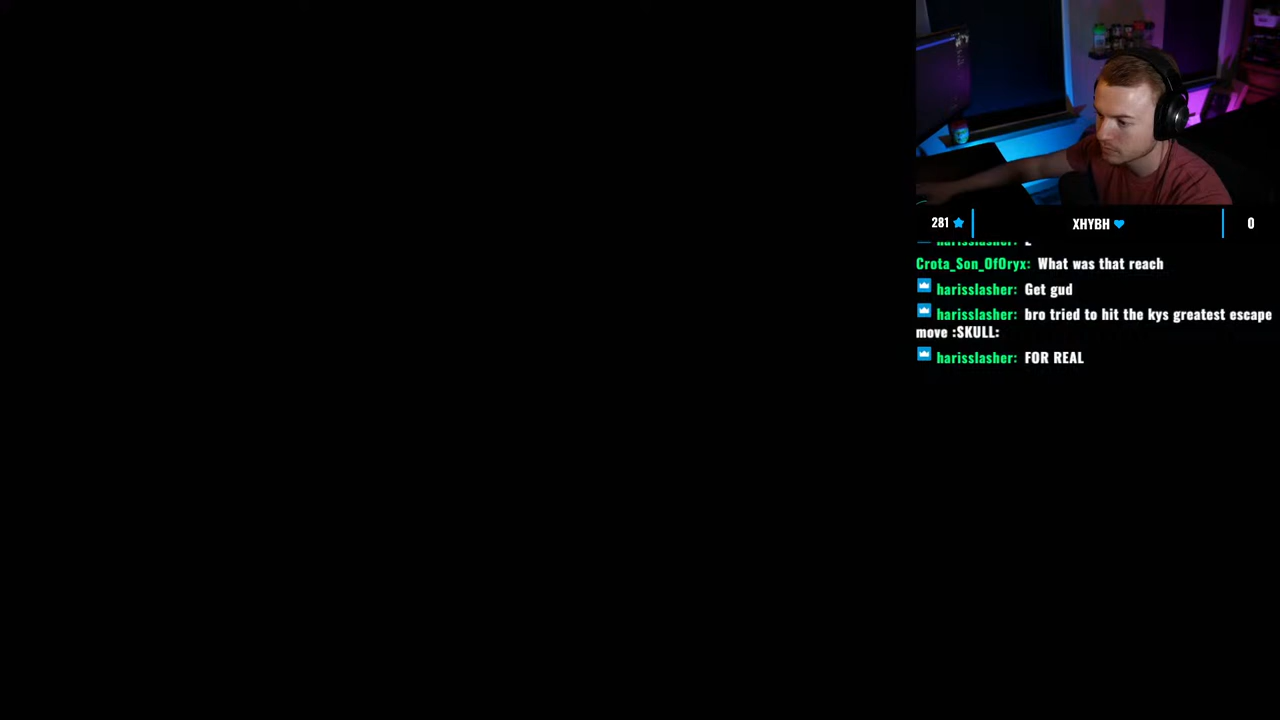 281 XHYBH 0
Crota_Son_OfOryx: What was that reach
harisslasher: Get gud
harisslasher: bro tried to hit the kys greatest escape
move :SKULL:
harisslasher: FOR REAL